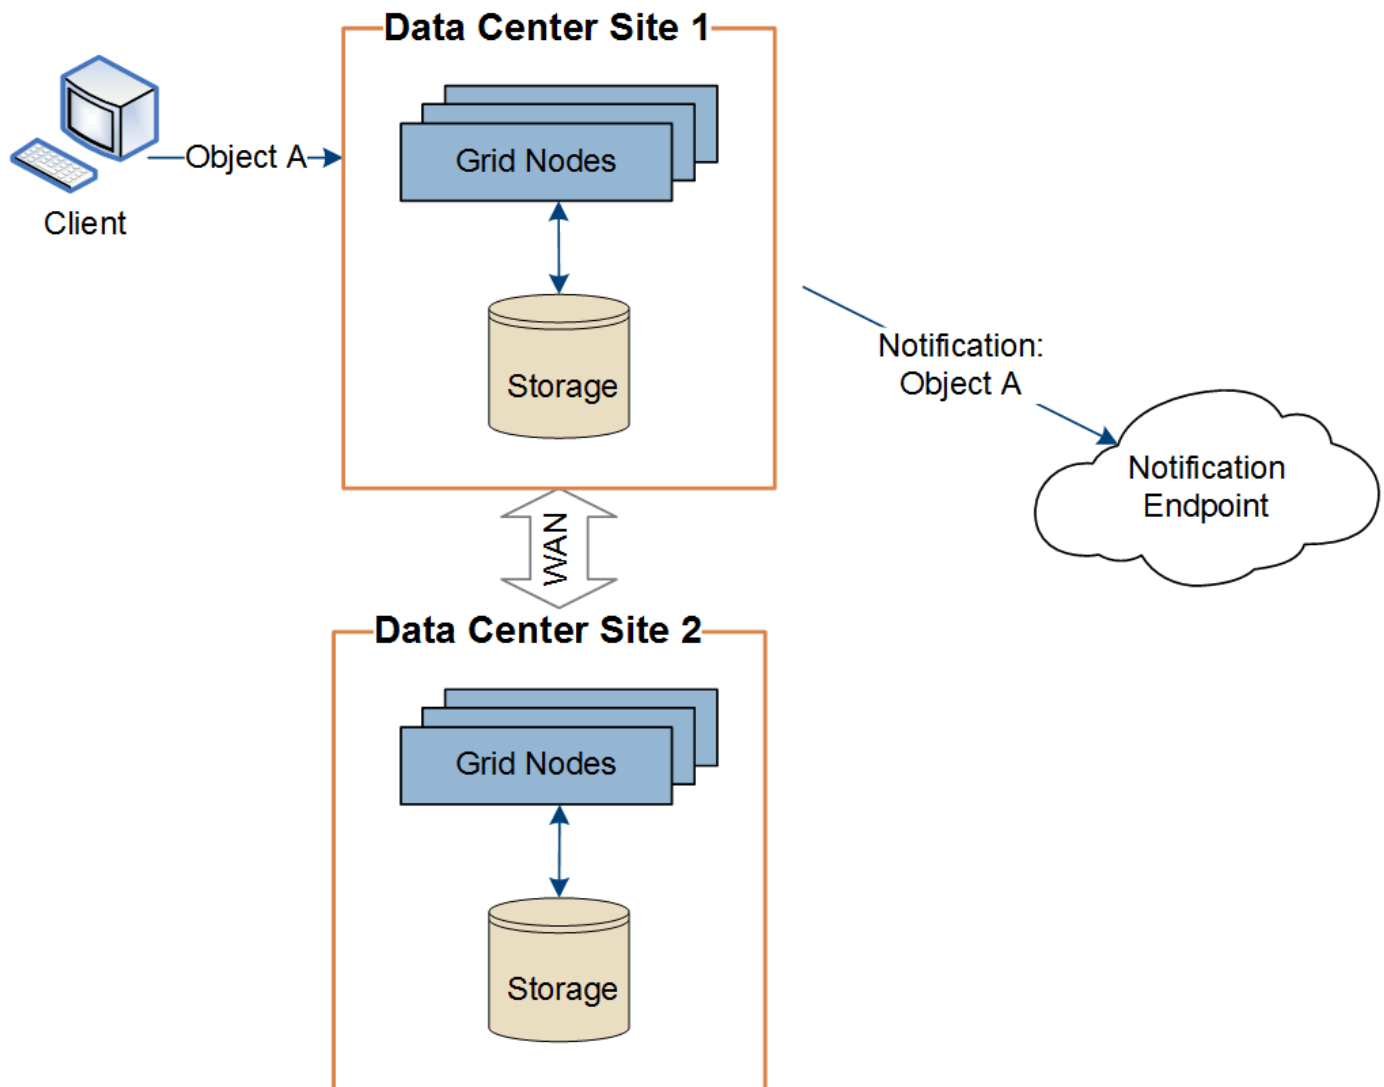 Data Center Site 1
Object A
Client
Grid Nodes
Storage
Notification:
Object A
Notification
Endpoint
WAN
Data Center Site 2
Grid Nodes
Storage